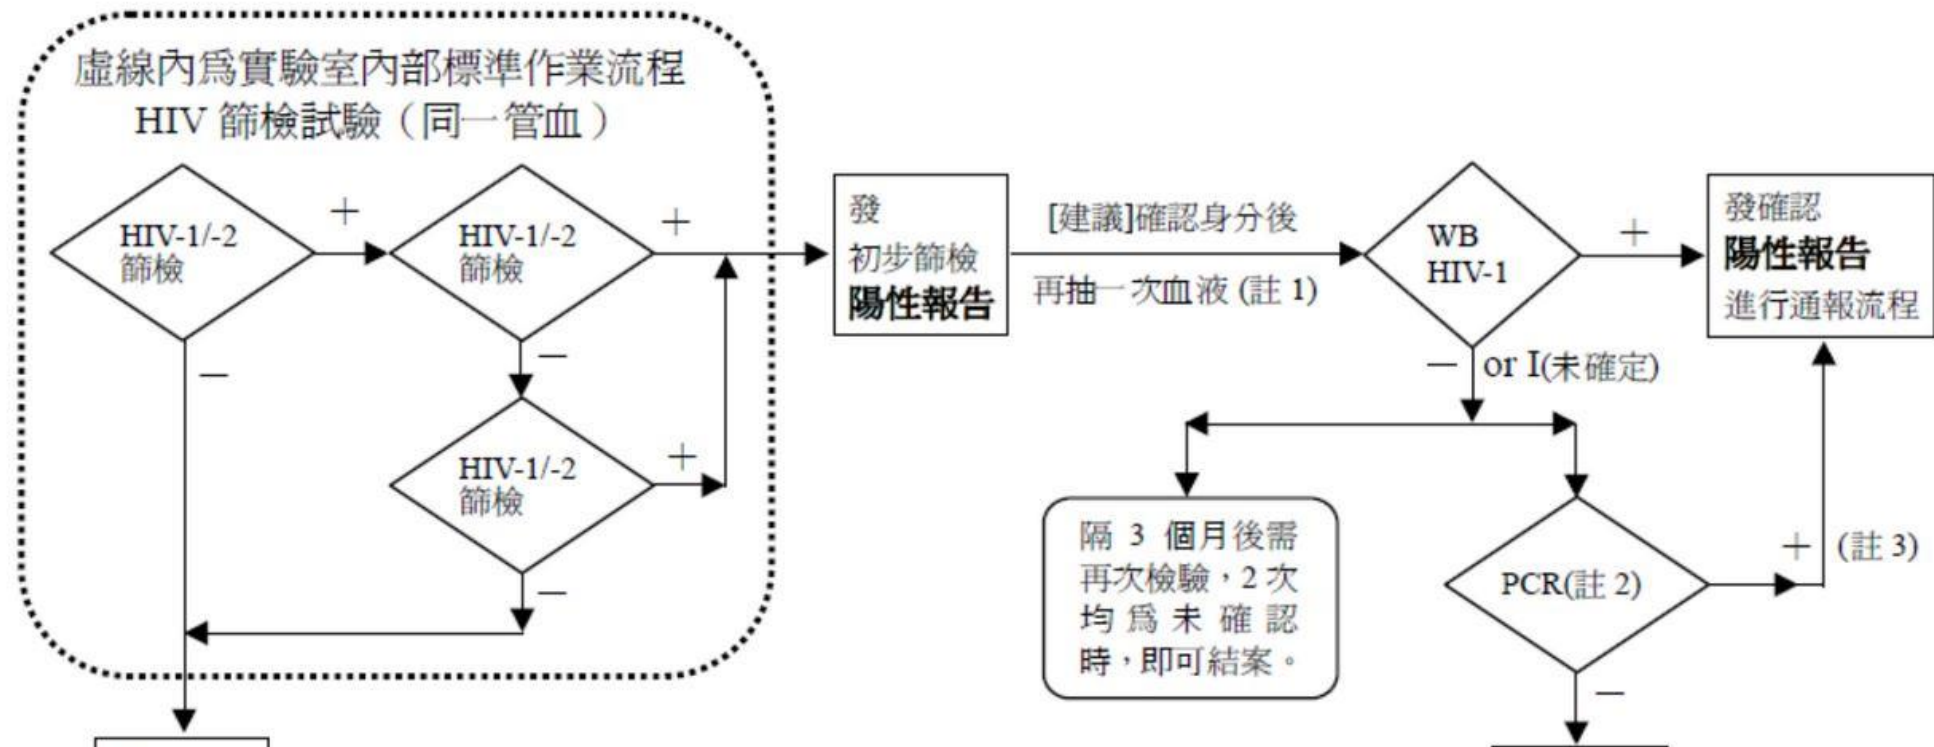 虛線內爲實驗室內部標準作業流程
HIV 篩檢試驗（同一管血）
HIV-1/-2
篩檢
+
HIV-1/-2
篩檢
+
發
初步篩檢
陽性報告
[建議]確認身分後
再抽一次血液 (註 1)
WB
HIV-1
+
發確認
陽性報告
進行通報流程
－
－
－ or I(未確定)
HIV-1/-2
篩檢
+
－
隔 3 個月後需
再次檢驗，2 次
均爲未確認
時，即可結案。
PCR(註 2)
+ (註 3)
－